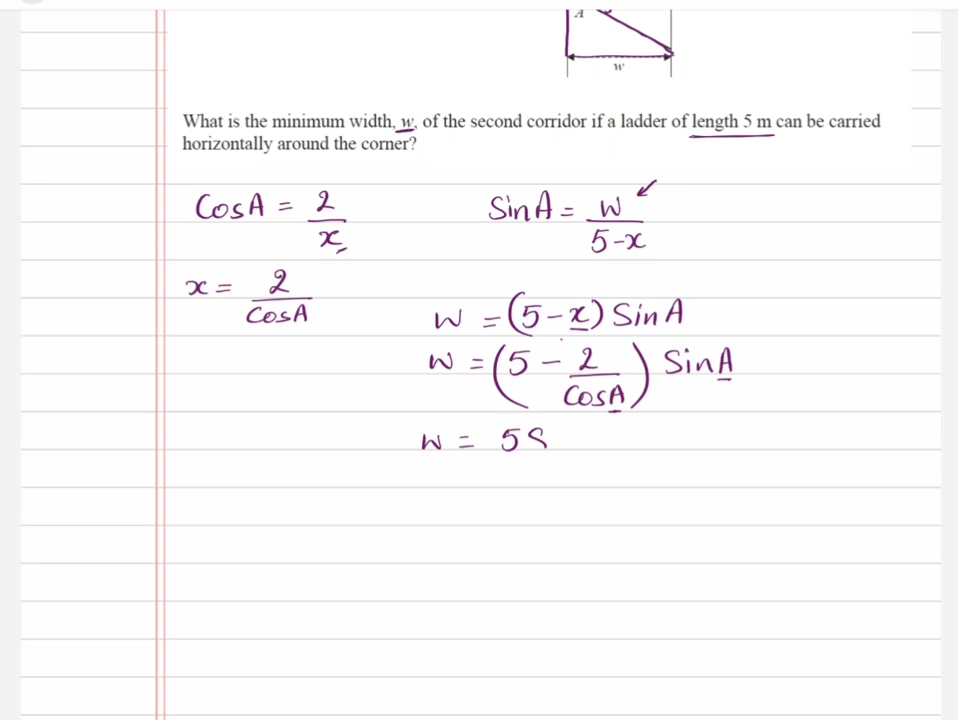 A
w
What is the minimum width, w, of the second corridor if a ladder of length 5 m can be carried
horizontally around the corner?
CosA = 2/x SinA = W/(5-x)
x = 2/CosA
W = (5-x) SinA
W = (5 - 2/CosA) SinA
W = 5S